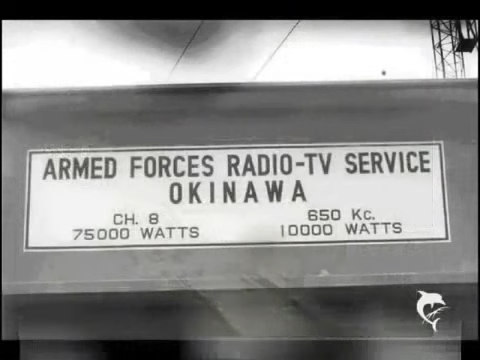 ARMED FORCES RADIO-TV SERVICE
OKINAWA
CH. 8 650 Kc.
75000 WATTS 10000 WATTS